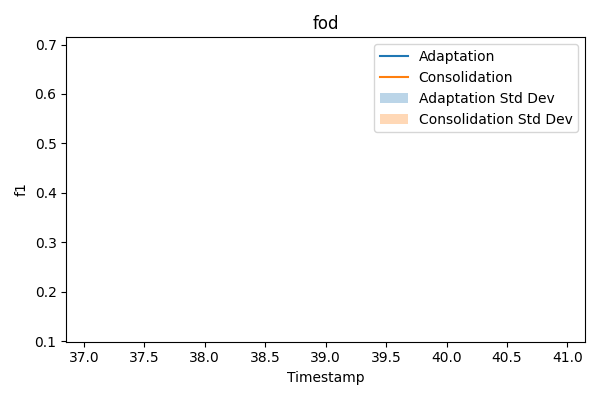 fod
Adaptation
Consolidation
Adaptation Std Dev
Consolidation Std Dev
0.7
0.6
0.5
0.4
0.3
0.2
0.1
f1
37.0 37.5 38.0 38.5 39.0 39.5 40.0 40.5 41.0
Timestamp